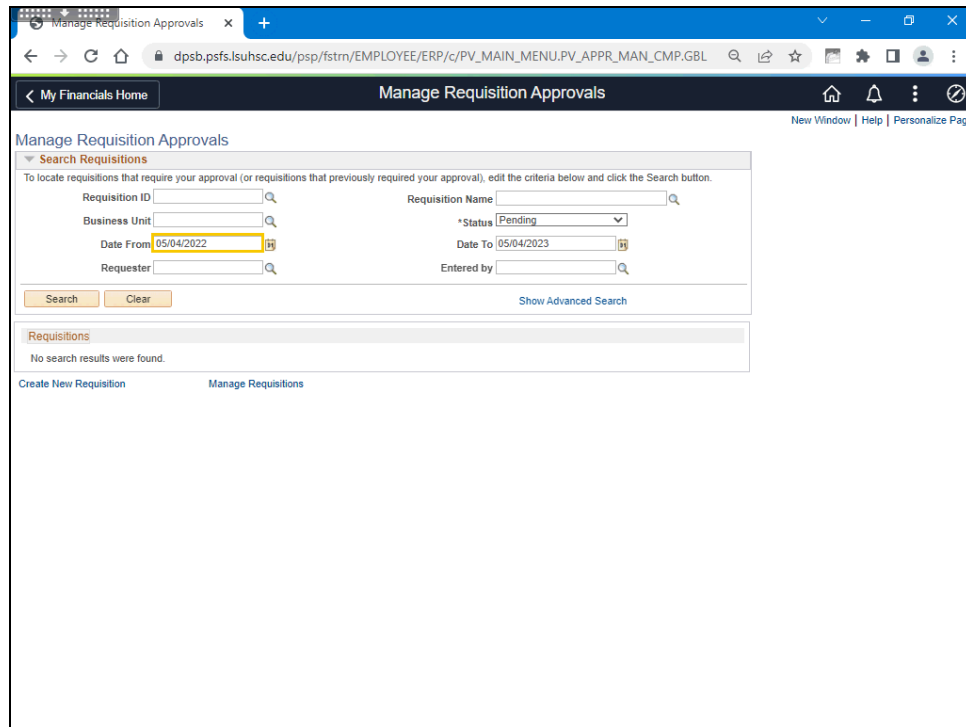 Manage Requisition Approvals
dpsb.psfs.lsuhsc.edu/psp/fstrn/EMPLOYEE/ERP/c/PV_MAIN_MENU.PV_APPR_MAN_CMP.GBL
My Financials Home Manage Requisition Approvals
New Window | Help | Personalize Pag
Manage Requisition Approvals
Search Requisitions
To locate requisitions that require your approval (or requisitions that previously required your approval), edit the criteria below and click the Search button.
Requisition ID Requisition Name
Business Unit *Status Pending
Date From 05/04/2022 Date To 05/04/2023
Requester Entered by
Search Clear Show Advanced Search
Requisitions
No search results were found.
Create New Requisition Manage Requisitions